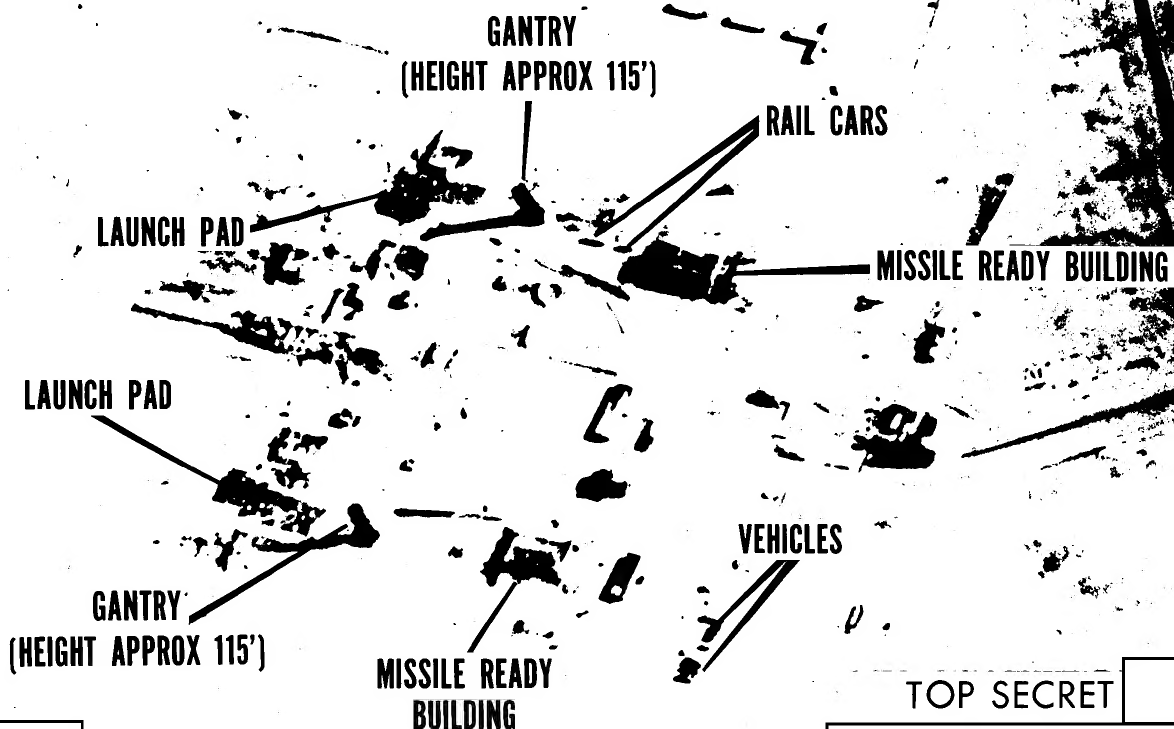 GANTRY
(HEIGHT APPROX 115')
RAIL CARS
LAUNCH PAD
MISSILE READY BUILDING
LAUNCH PAD
VEHICLES
GANTRY
(HEIGHT APPROX 115')
MISSILE READY
BUILDING
TOP SECRET